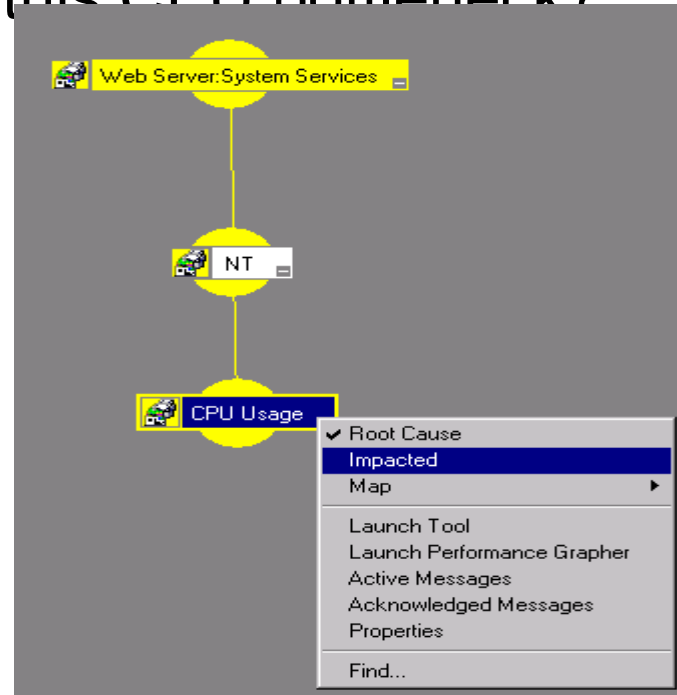 Web Server:System Services
NT
CPU Usage
Root Cause
Impacted
Map
Launch Tool
Launch Performance Grapher
Active Messages
Acknowledged Messages
Properties
Find...